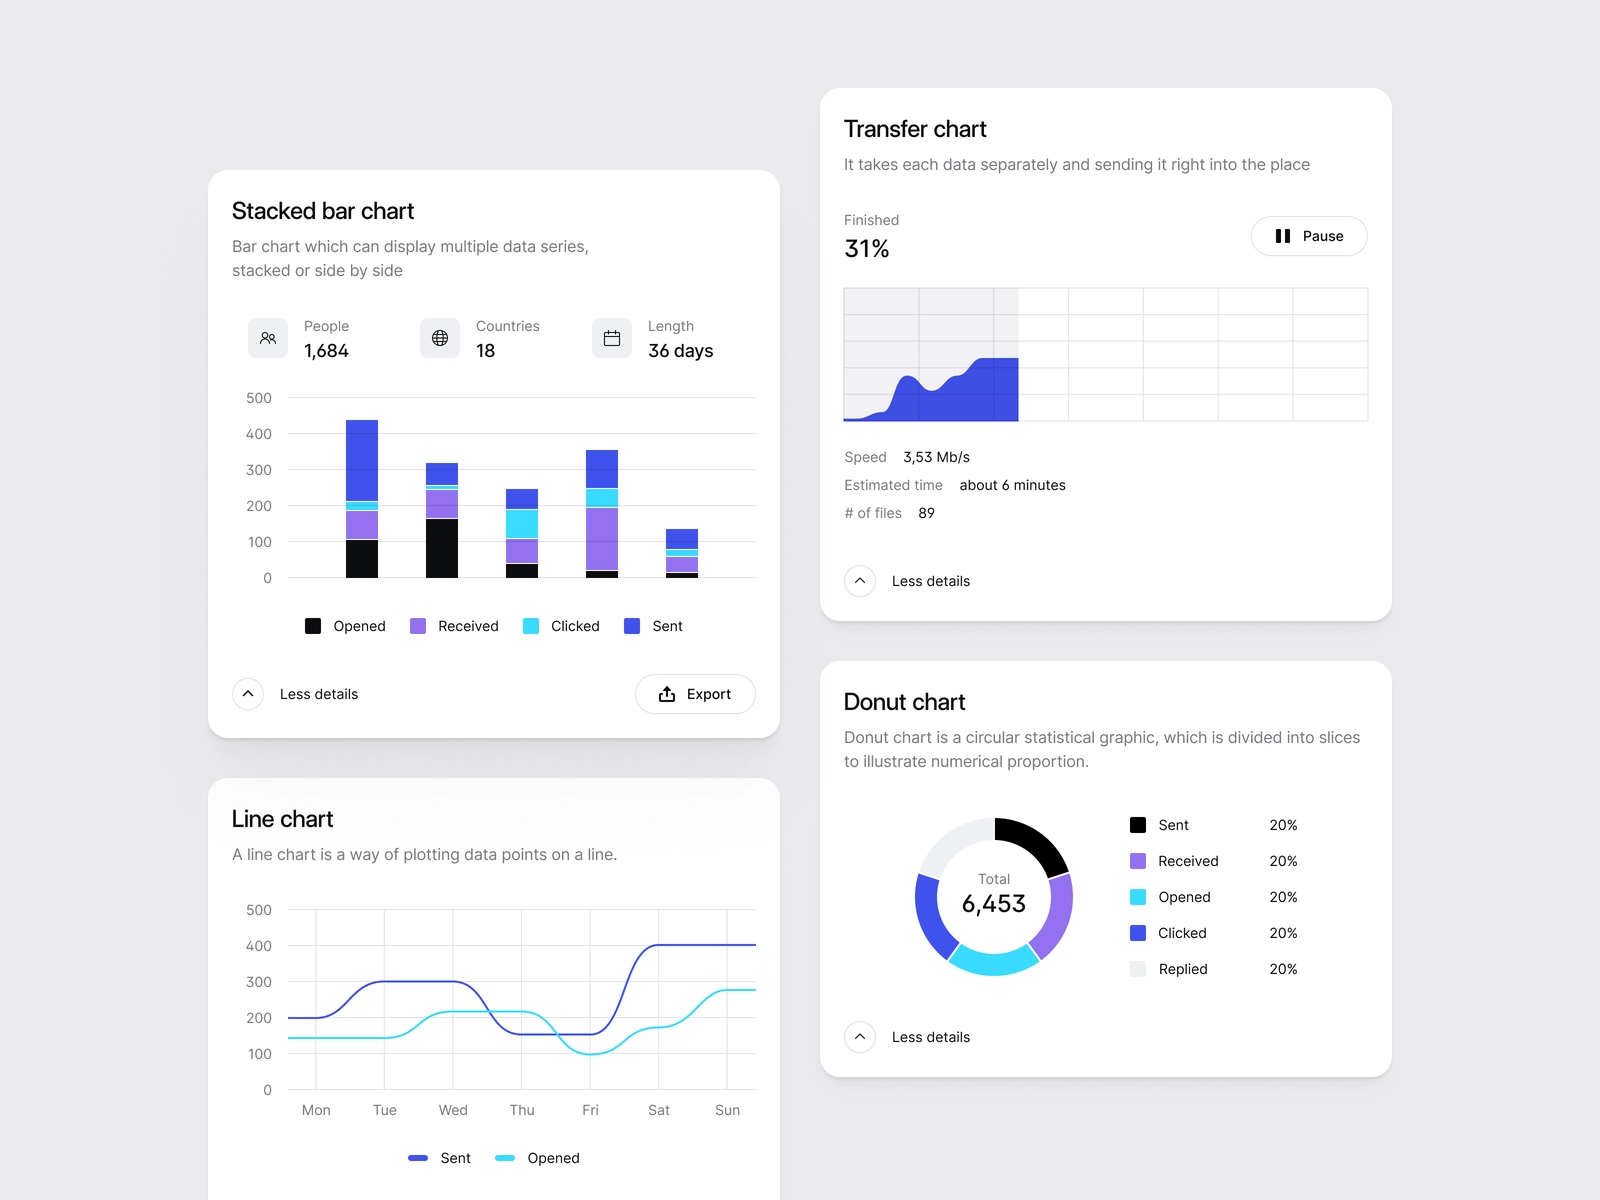 Stacked bar chart
Bar chart which can display multiple data series,
stacked or side by side
People
1,684
Countries
18
Length
36 days
500
400
300
200
100
0
Opened
Received
Clicked
Sent
Less details
Export
Line chart
A line chart is a way of plotting data points on a line.
500
400
300
200
100
0
Mon
Tue
Wed
Thu
Fri
Sat
Sun
Sent
Opened
Transfer chart
It takes each data separately and sending it right into the place
Finished
31%
Pause
Speed 3,53 Mb/s
Estimated time about 6 minutes
# of files 89
Less details
Donut chart
Donut chart is a circular statistical graphic, which is divided into slices
to illustrate numerical proportion.
Total
6,453
Sent 20%
Received 20%
Opened 20%
Clicked 20%
Replied 20%
Less details